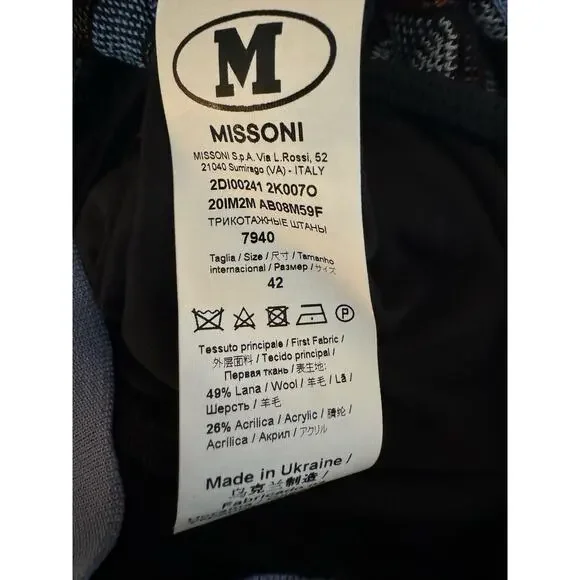 M
MISSONI
MISSONI S.p.A. Via L.Rossi, 52
21040 Sumirago (VA) - ITALY
2DI00241 2K007O
20IM2M AB08M59F
ТРИКОТАЖНЫЕ ШТАНЫ
7940
Taglia / Size / 尺寸 / Tamanho
internacional / Размер / サイズ
42
P
Tessuto principale / First Fabric /
外层面料 / Tecido principal /
Первая ткань / 表生地:
49% Lana / Wool / 羊毛 / Lã /
Шерсть / 羊毛
26% Acrilica / Acrylic / 腈纶 /
Acrílica / Акрил / アクリル
Made in Ukraine /
乌克兰制造 /
Fabricado